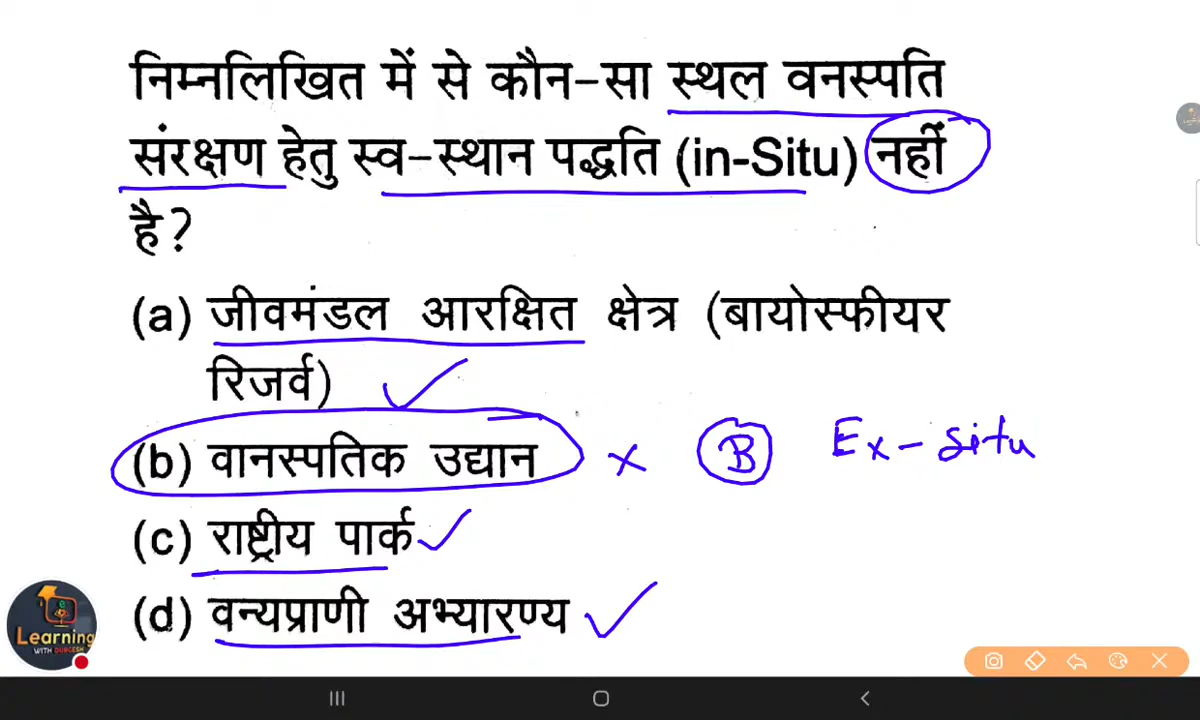 निम्नलिखित में से कौन-सा स्थल वनस्पति
संरक्षण हेतु स्व-स्थान पद्धति (in-Situ) नहीं
है?
(a) जीवमंडल आरक्षित क्षेत्र (बायोस्फीयर
रिजर्व)
(b) वानस्पतिक उद्यान B Ex-situ
(c) राष्ट्रीय पार्क
(d) वन्यप्राणी अभ्यारण्य
Learning
WITH DURGESH